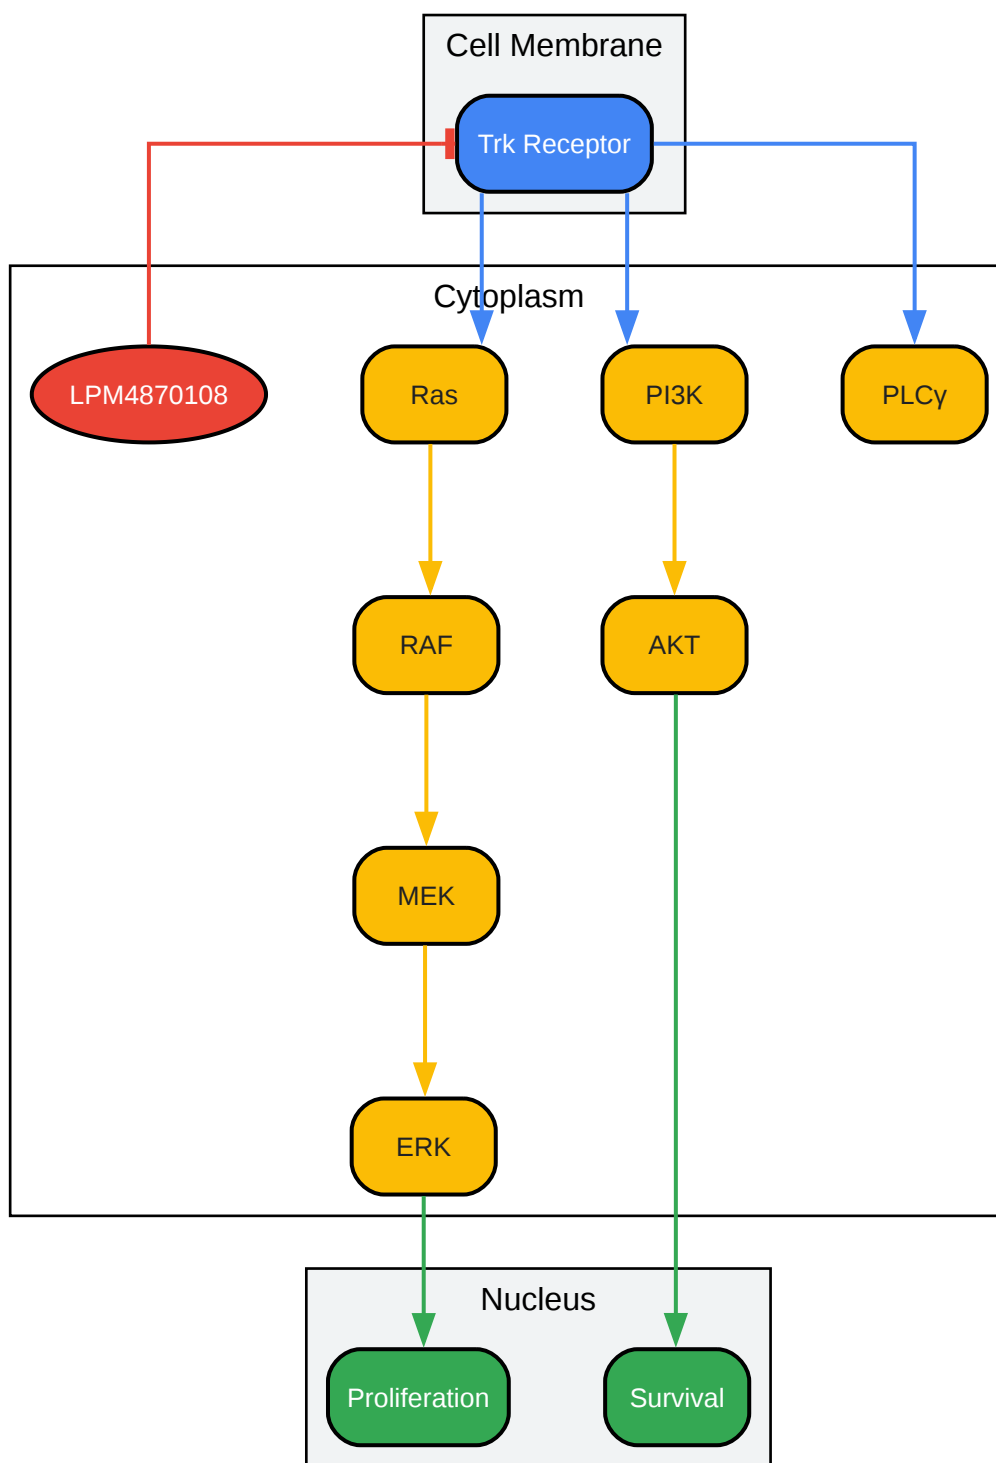 Cell Membrane
Trk Receptor
Cytoplasm
LPM4870108
Ras
PI3K
PLCγ
RAF
AKT
MEK
ERK
Nucleus
Proliferation
Survival